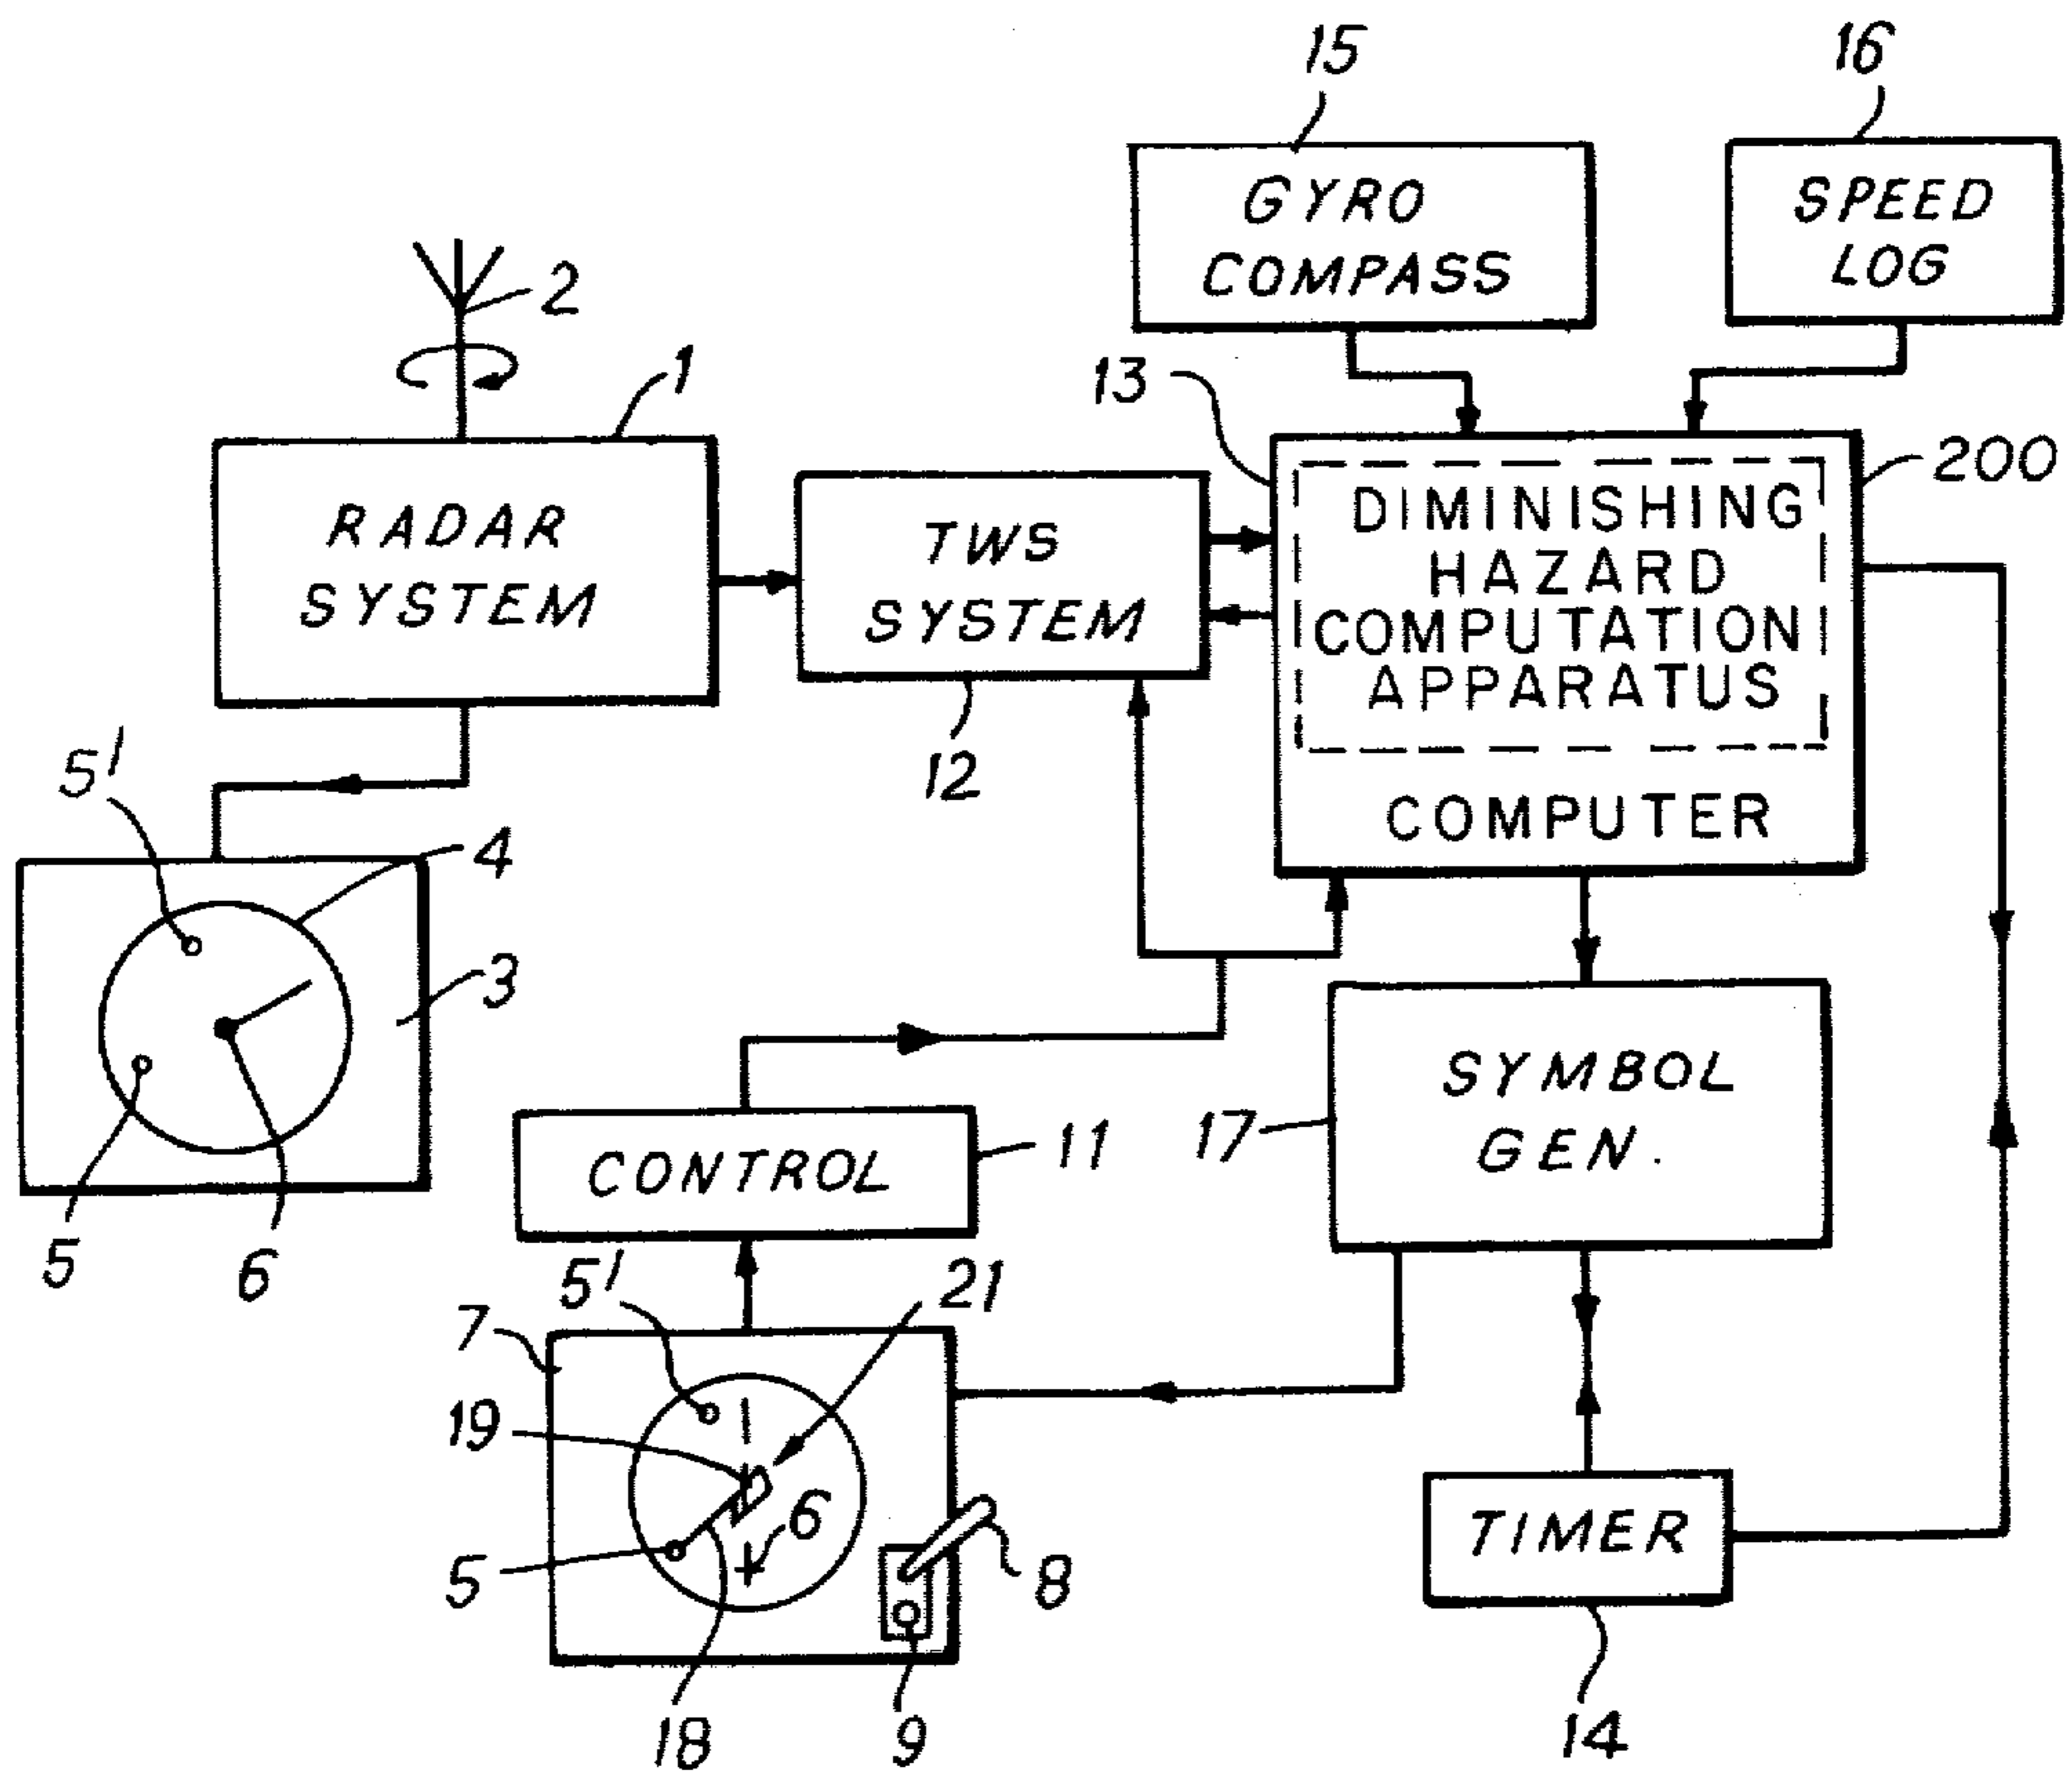 15
16
GYRO
COMPASS
SPEED
LOG
2
1
13
200
RADAR
SYSTEM
TWS
SYSTEM
DIMINISHING
HAZARD
COMPUTATION
APPARATUS
COMPUTER
12
5'
4
3
5
6
CONTROL
11
17
SYMBOL
GEN.
5'
21
7
19
6
5
8
18
9
TIMER
14